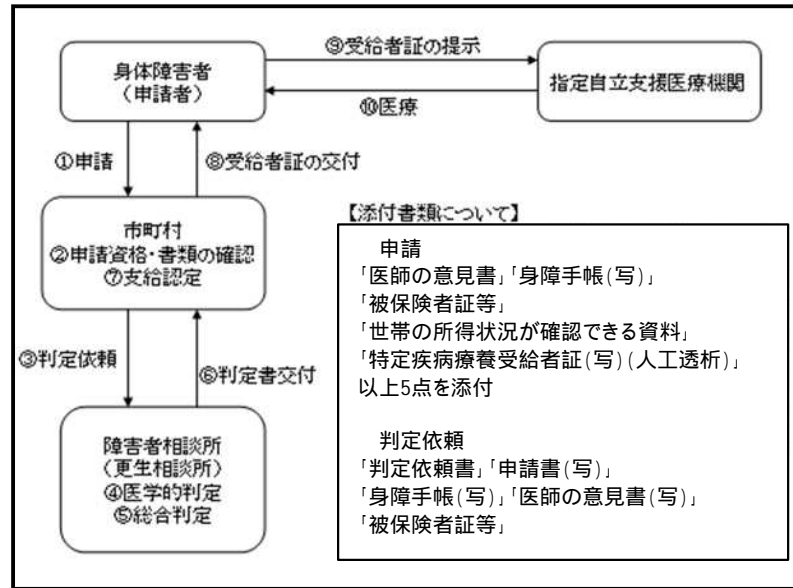 ⑨受給者証の提示
身体障害者
（申請者）
指定自立支援医療機関
⑩医療
①申請
⑧受給者証の交付
市町村
②申請資格・書類の確認
⑦支給認定
③判定依頼
⑥判定書交付
障害者相談所
（更生相談所）
④医学的判定
⑤総合判定
【添付書類について】
申請
「医師の意見書」「身障手帳(写)」
「被保険者証等」
「世帯の所得状況が確認できる資料」
「特定疾病療養受給者証(写)(人工透析)」
以上5点を添付
判定依頼
「判定依頼書」「申請書(写)」
「身障手帳(写)」「医師の意見書(写)」
「被保険者証等」